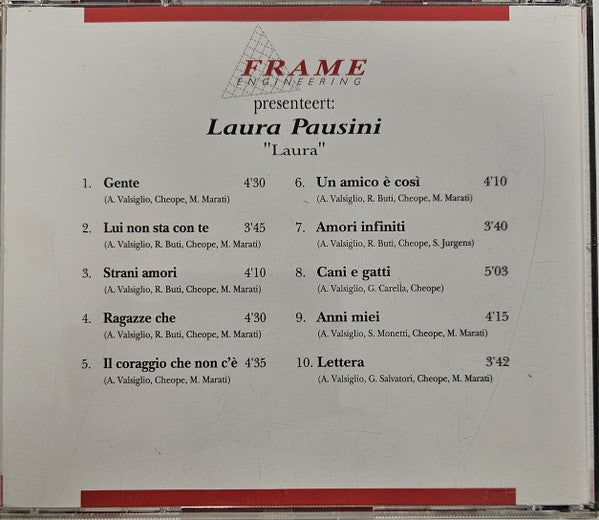 FRAME
ENGINEERING
presenteert:
Laura Pausini
"Laura"
1. Gente 4'30
(A. Valsiglio, Cheope, M. Marati)
2. Lui non sta con te 3'45
(A. Valsiglio, R. Buti, Cheope, M. Marati)
3. Strani amori 4'10
(A. Valsiglio, R. Buti, Cheope, M. Marati)
4. Ragazze che 4'30
(A. Valsiglio, R. Buti, Cheope, M. Marati)
5. Il coraggio che non c'è 4'35
(A. Valsiglio, Cheope, M. Marati)
6. Un amico è così 4'10
(A. Valsiglio, R. Buti, Cheope, M. Marati)
7. Amori infiniti 3'40
(A. Valsiglio, R. Buti, Cheope, S. Jurgens)
8. Cani e gatti 5'03
(A. Valsiglio, G. Carella, Cheope)
9. Anni miei 4'15
(A. Valsiglio, S. Monetti, Cheope, M. Marati)
10. Lettera 3'42
(A. Valsiglio, G. Salvatori, Cheope, M. Marati)